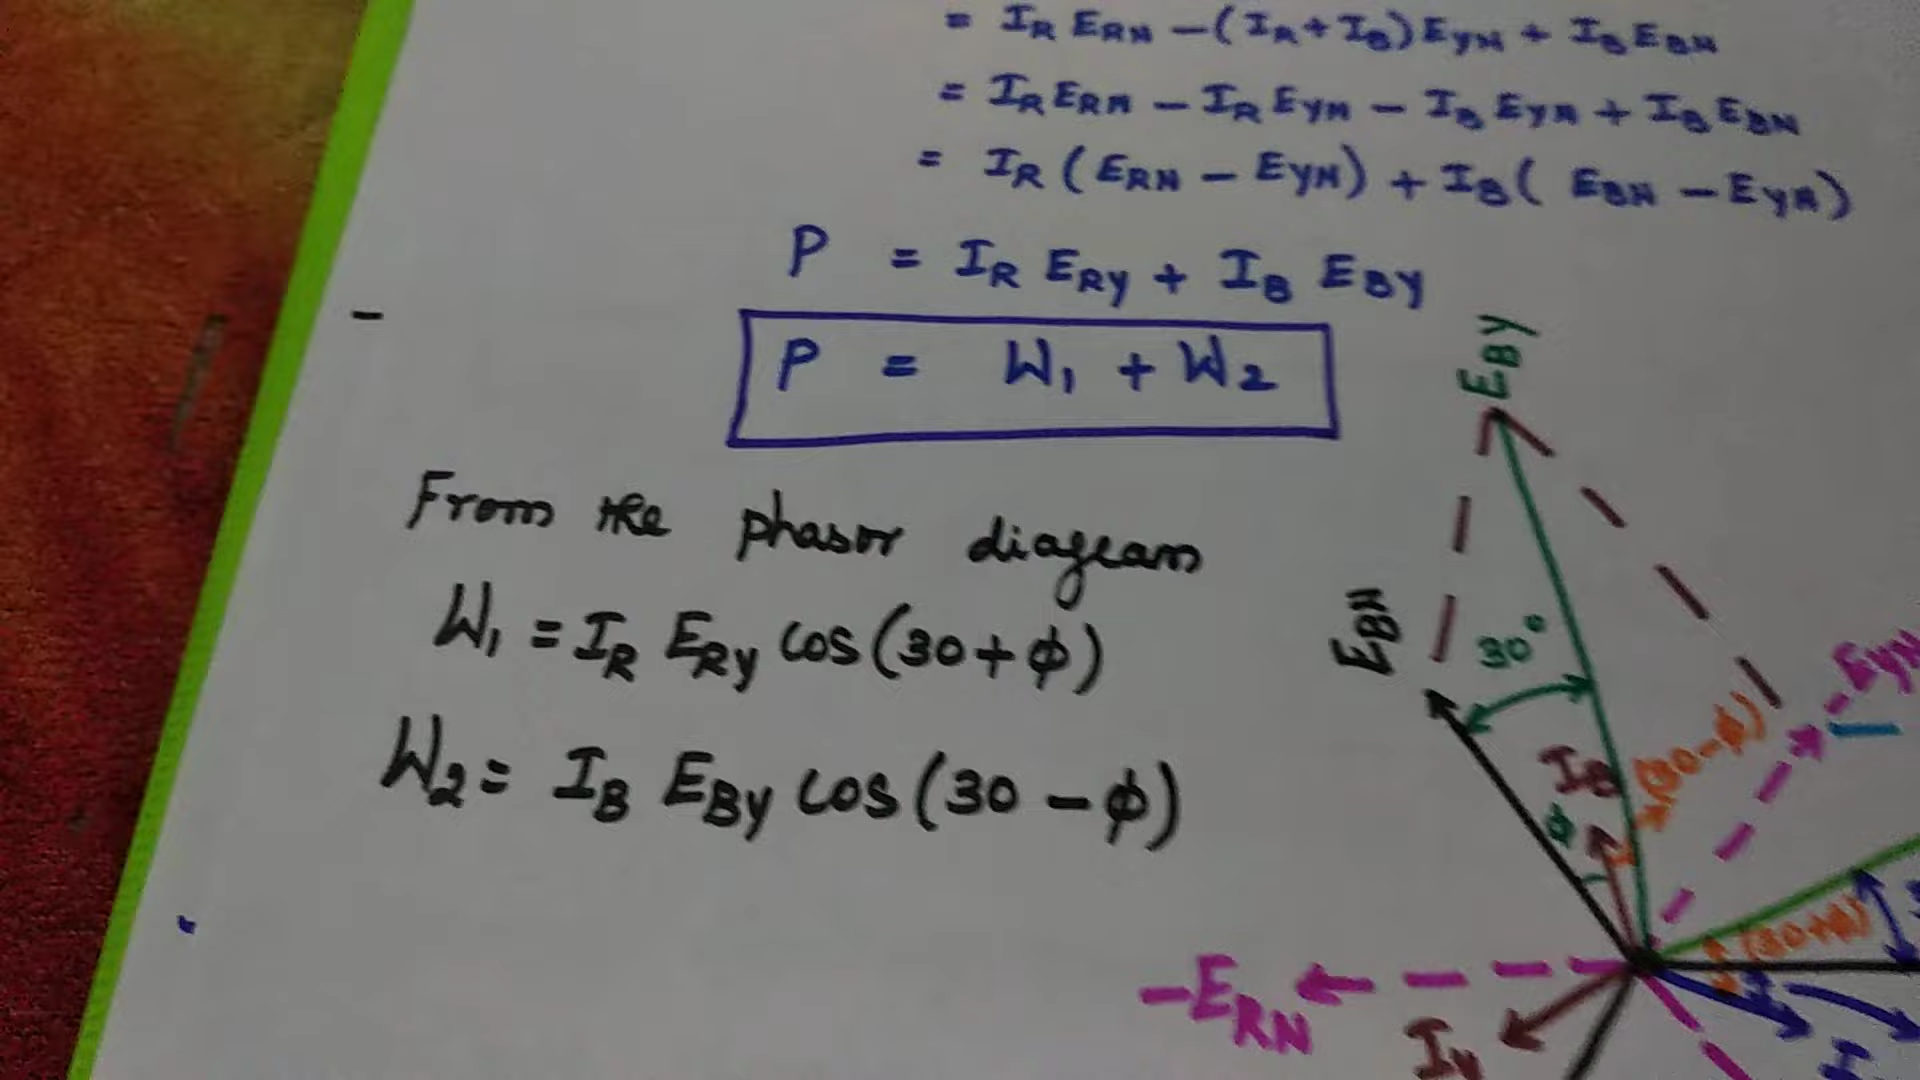 = IR ERN - (IR + IB) EYN + IB EBN
= IR ERN - IR EYN - IB EYN + IB EBN
= IR (ERN - EYN) + IB ( EBN - EYN)
P = IR ERY + IB EBY
P = W1 + W2
From the phasor diagram
W1 = IR ERY cos(30+φ)
W2 = IB EBY cos(30 - φ)
EBY
EBN
30°
-EYN
(30-φ)
IB
φ
(30+φ)
-ERN
IY